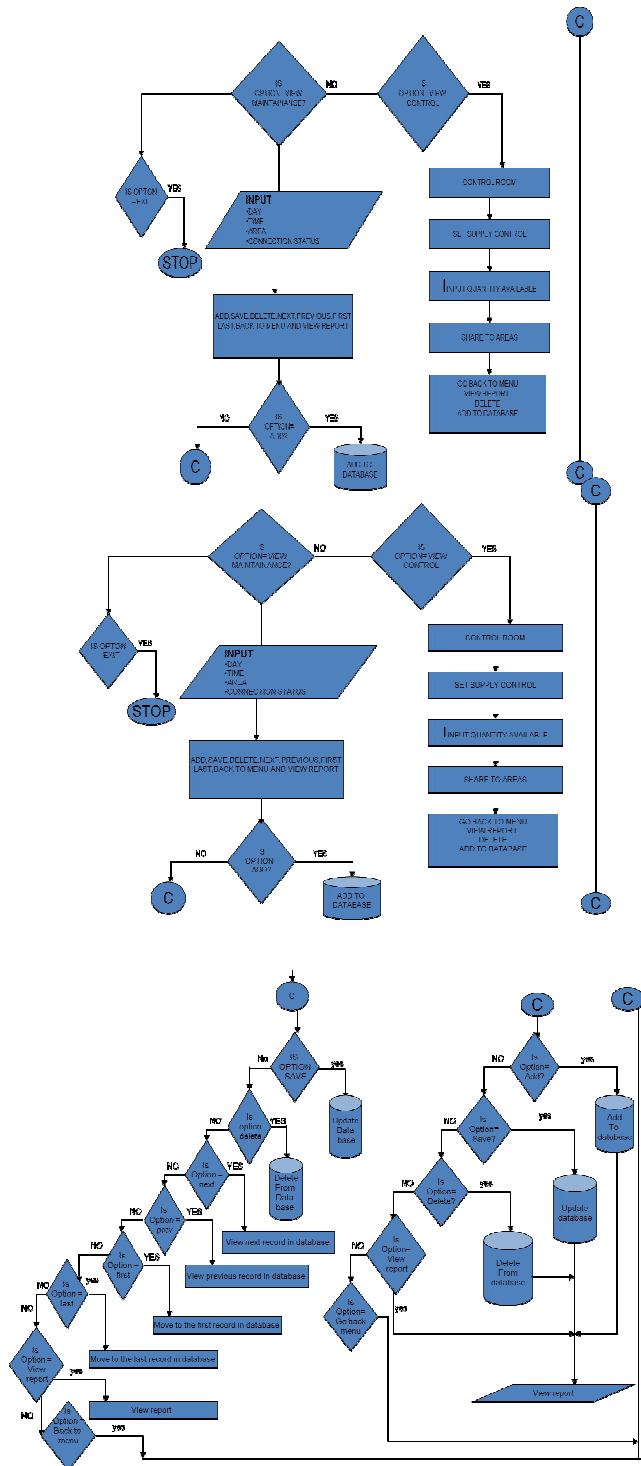 C
IS
OPTION=VIEW
MAINTAINANCE?
NO
IS
OPTION=VIEW
CONTROL
YES
IS OPTION
=EXIT
YES
STOP
INPUT
•DAY
•TIME
•AREA
•CONNECTION STATUS
CONTROL ROOM
SET SUPPLY CONTROL
INPUT QUANTITY AVAILABLE
SHARE TO AREAS
GO BACK TO MENU
VIEW REPORT
DELETE
ADD TO DATABASE
ADD,SAVE,DELETE,NEXT,PREVIOUS,FIRST
LAST,BACK TO MENU AND VIEW REPORT
NO
IS
OPTION=
ADD?
YES
C
ADD TO
DATABASE
C
C
IS
OPTION=VIEW
MAINTAINANCE?
NO
IS
OPTION=VIEW
CONTROL
YES
IS OPTION
EXIT
YES
STOP
INPUT
•DAY
•TIME
•AREA
•CONNECTION STATUS
CONTROL ROOM
SET SUPPLY CONTROL
INPUT QUANTITY AVAILABLE
SHARE TO AREAS
GO BACK TO MENU
VIEW REPORT
DELETE
ADD TO DATABASE
ADD,SAVE,DELETE,NEXT,PREVIOUS,FIRST
LAST,BACK TO MENU AND VIEW REPORT
NO
IS
OPTION
ADD?
YES
C
ADD TO
DATABASE
C
C
No
IS
OPTION
SAVE
yes
Update
Data
base
NO
Is
option
delete
YES
Delete
From
Data
base
NO
Is
Option =
next
YES
View next record in database
NO
Is
Option =
prev
YES
View previous record in database
NO
Is
Option =
first
YES
Move to the first record in database
NO
Is
Option =
last
yes
Move to the last record in database
NO
Is
Option=
View
report
yes
View report
NO
Is
Option=
Back to
menu
yes
C
C
NO
Is
Option=
Add?
yes
Add
To
database
NO
Is
Option=
Save?
yes
Update
database
NO
Is
Option=
Delete?
yes
Delete
From
database
NO
Is
Option=
View
report
yes
Is
Option=
Go back
menu
View report